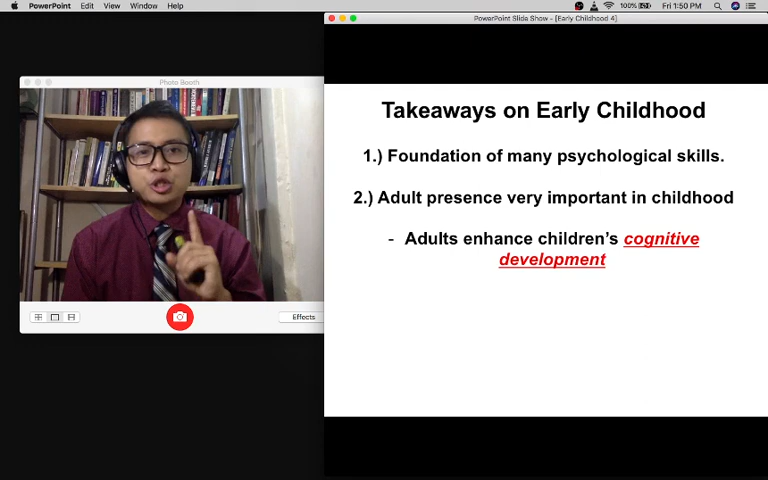 PowerPoint Edit View Window Help
100% Fri 1:50 PM
PowerPoint Slide Show - [Early Childhood 4]
Photo Booth
Takeaways on Early Childhood
1.) Foundation of many psychological skills.
2.) Adult presence very important in childhood
- Adults enhance children’s cognitive
development
Effects